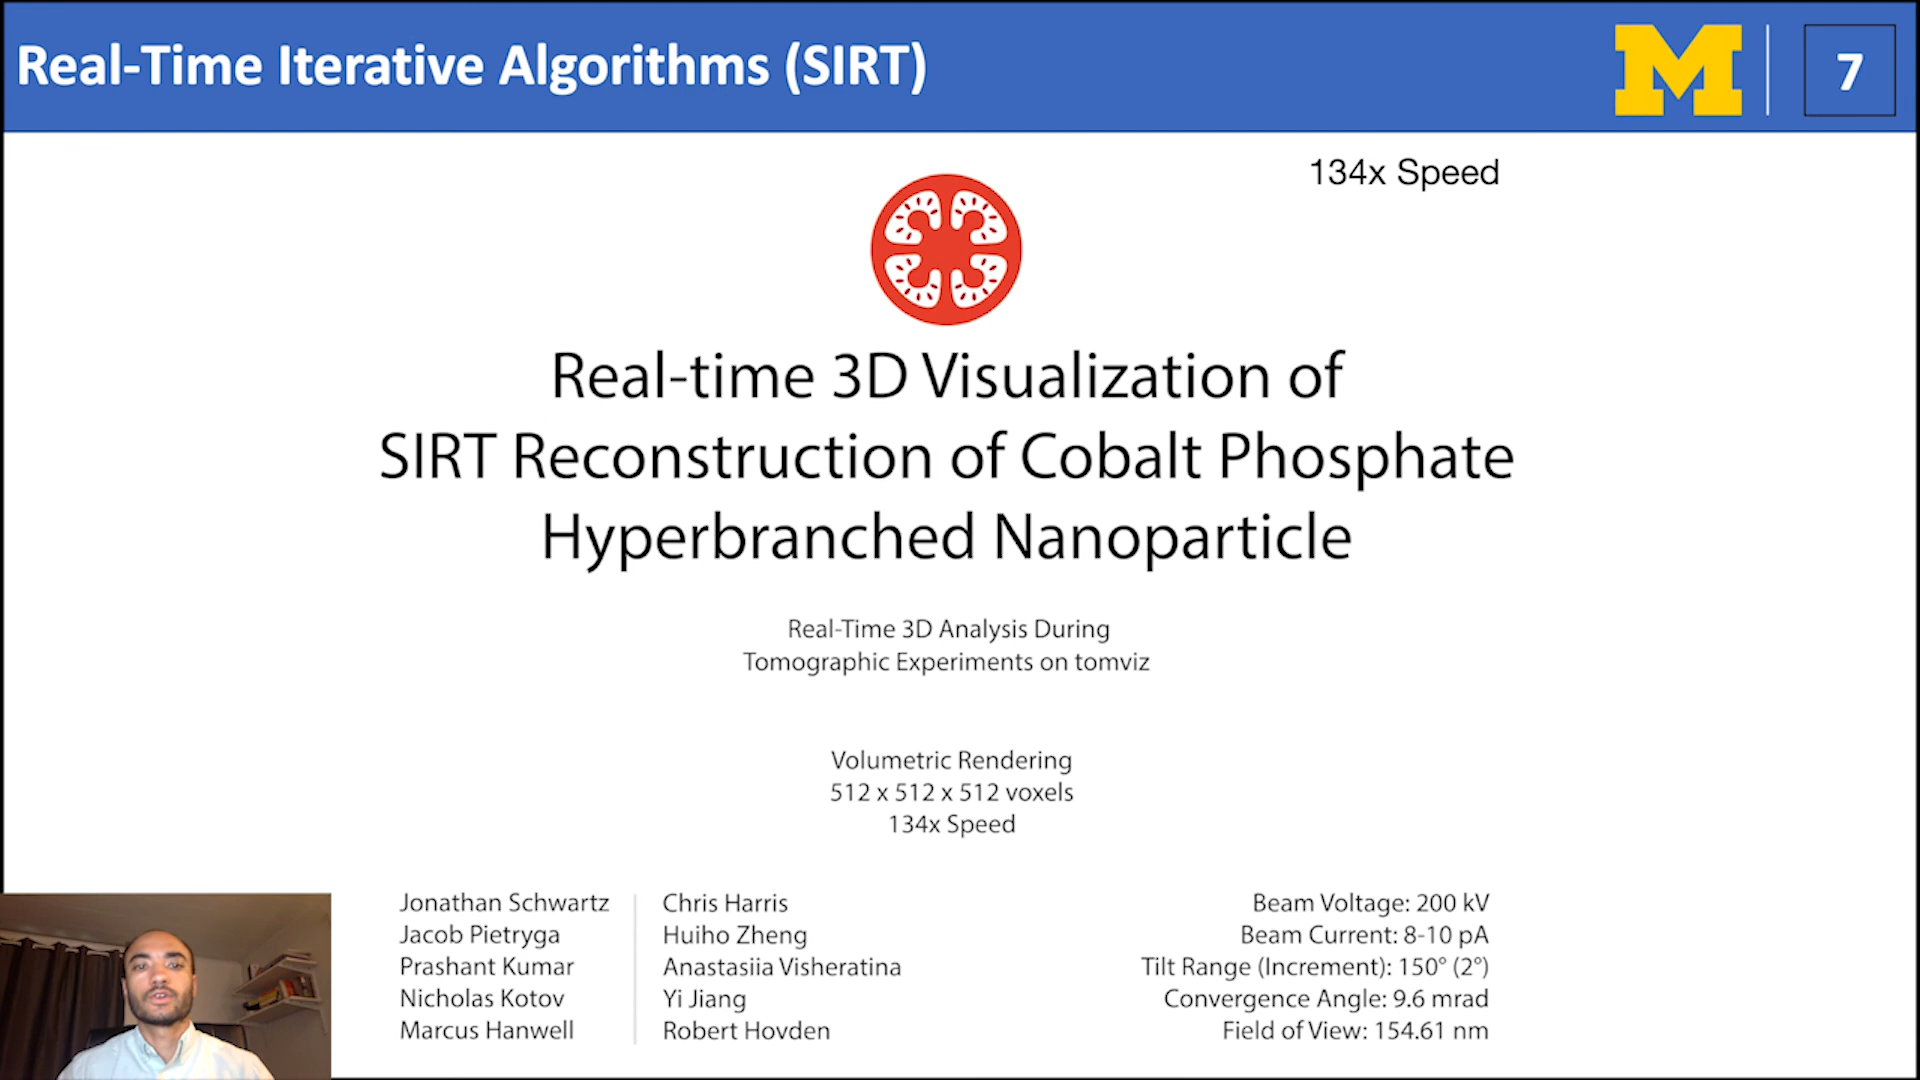 Real-Time Iterative Algorithms (SIRT)
M
7
134x Speed
Real-time 3D Visualization of
SIRT Reconstruction of Cobalt Phosphate
Hyperbranched Nanoparticle
Real-Time 3D Analysis During
Tomographic Experiments on tomviz
Volumetric Rendering
512 x 512 x 512 voxels
134x Speed
Jonathan Schwartz
Jacob Pietryga
Prashant Kumar
Nicholas Kotov
Marcus Hanwell
Chris Harris
Huiho Zheng
Anastasiia Visheratina
Yi Jiang
Robert Hovden
Beam Voltage: 200 kV
Beam Current: 8-10 pA
Tilt Range (Increment): 150° (2°)
Convergence Angle: 9.6 mrad
Field of View: 154.61 nm